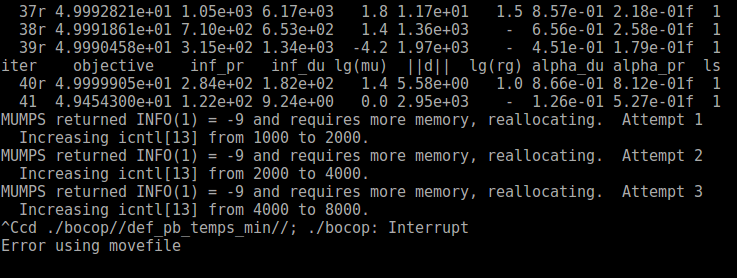 37r 4.9992821e+01 1.05e+03 6.17e+03 1.8 1.17e+01 1.5 8.57e-01 2.18e-01f 1
38r 4.9991861e+01 7.10e+02 6.53e+02 1.4 1.36e+03 - 6.56e-01 2.58e-01f 1
39r 4.9990458e+01 3.15e+02 1.34e+03 -4.2 1.97e+03 - 4.51e-01 1.79e-01f 1
iter objective inf_pr inf_du lg(mu) ||d|| lg(rg) alpha_du alpha_pr ls
40r 4.9999905e+01 2.84e+02 1.82e+02 1.4 5.58e+00 1.0 8.66e-01 8.12e-01f 1
41 4.9454300e+01 1.22e+02 9.24e+00 0.0 2.95e+03 - 1.26e-01 5.27e-01f 1
MUMPS returned INFO(1) = -9 and requires more memory, reallocating. Attempt 1
Increasing icntl[13] from 1000 to 2000.
MUMPS returned INFO(1) = -9 and requires more memory, reallocating. Attempt 2
Increasing icntl[13] from 2000 to 4000.
MUMPS returned INFO(1) = -9 and requires more memory, reallocating. Attempt 3
Increasing icntl[13] from 4000 to 8000.
^Ccd ./bocop//def_pb_temps_min//; ./bocop: Interrupt
Error using movefile